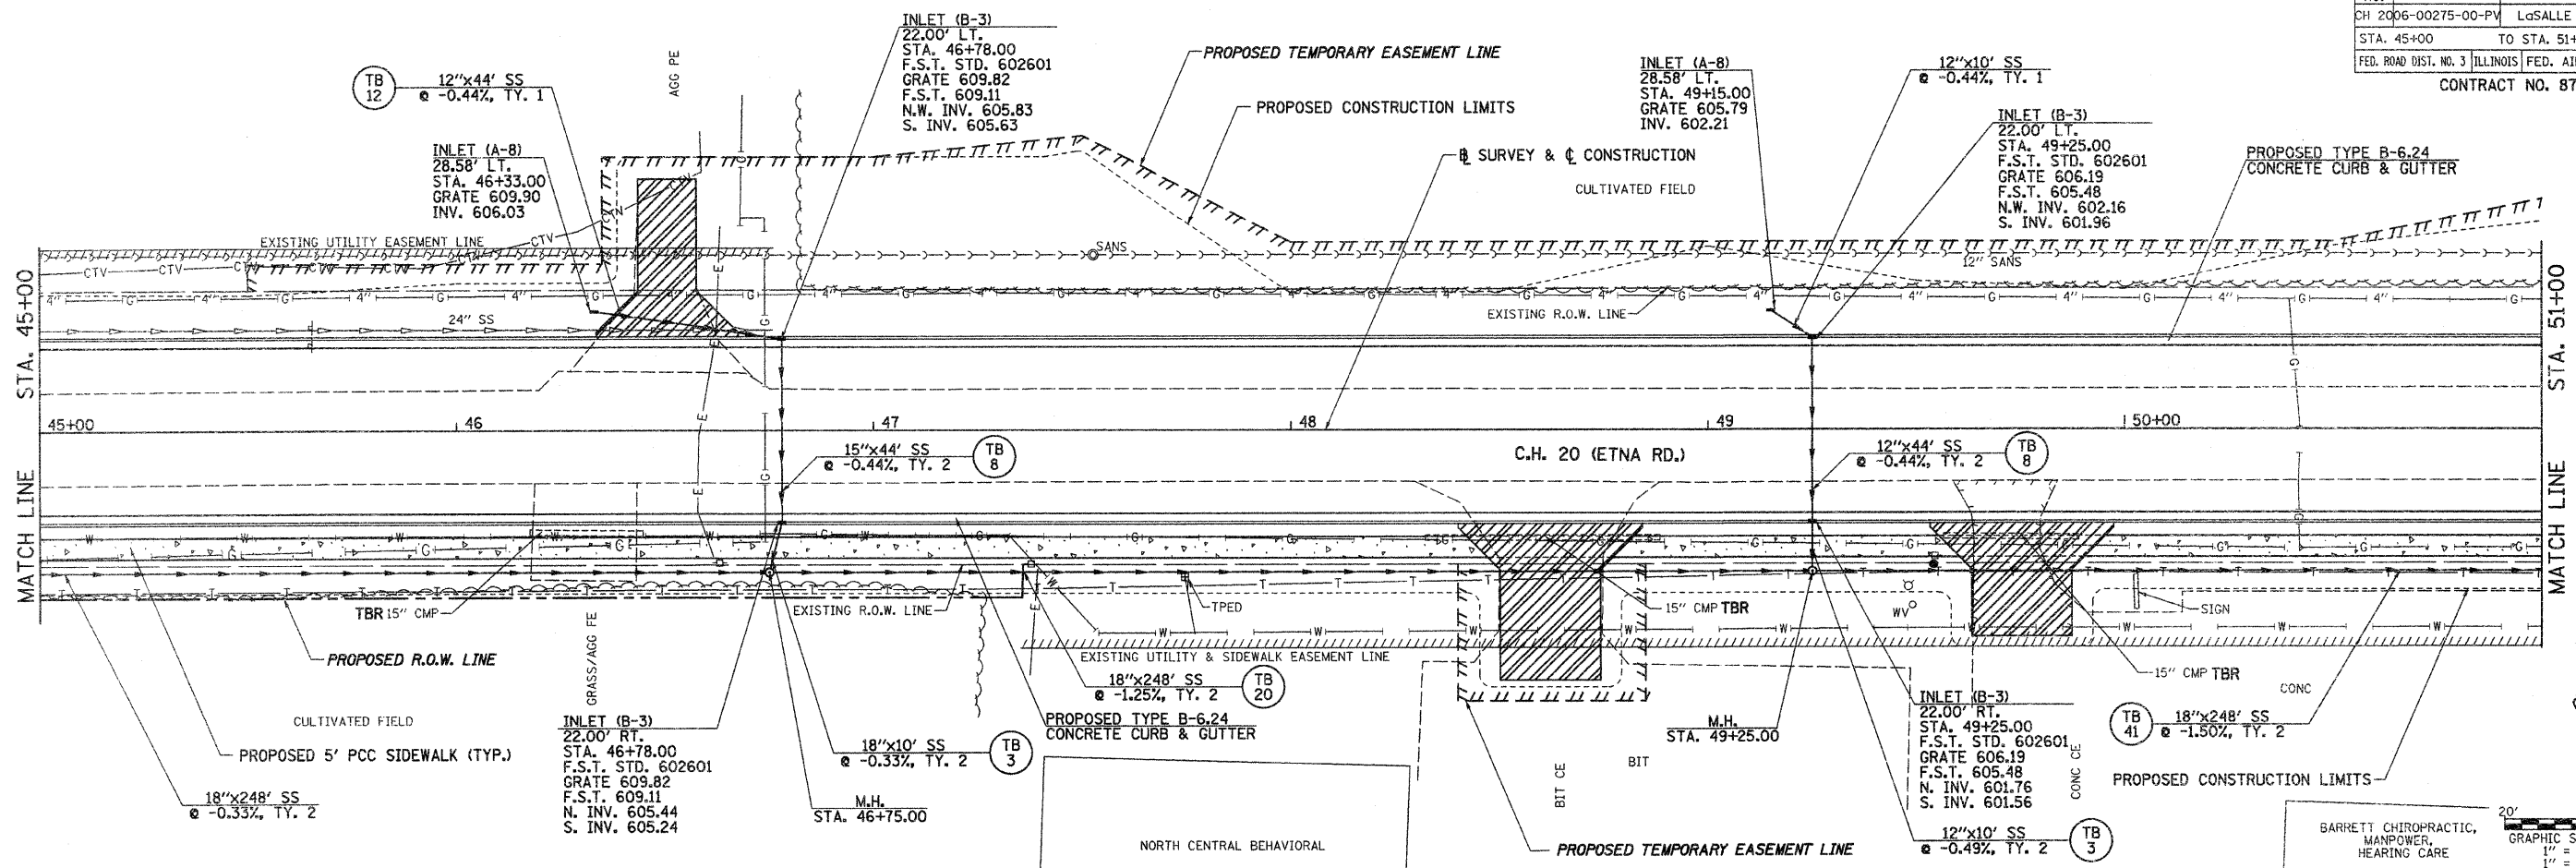 CH 2006-00275-00-PV LaSALLE
STA. 45+00 TO STA. 51+
FED. ROAD DIST. NO. 3 ILLINOIS FED. AI
CONTRACT NO. 87
INLET (B-3)
22.00' LT.
STA. 46+78.00
F.S.T. STD. 602601
GRATE 609.82
F.S.T. 609.11
N.W. INV. 605.83
S. INV. 605.63
AGG PE
TB
12
12"x44' SS
@ -0.44%, TY. 1
INLET (A-8)
28.58' LT.
STA. 46+33.00
GRATE 609.90
INV. 606.03
PROPOSED TEMPORARY EASEMENT LINE
PROPOSED CONSTRUCTION LIMITS
INLET (A-8)
28.58' LT.
STA. 49+15.00
GRATE 605.79
INV. 602.21
12"x10' SS
@ -0.44%, TY. 1
INLET (B-3)
22.00' LT.
STA. 49+25.00
F.S.T. STD. 602601
GRATE 606.19
F.S.T. 605.48
N.W. INV. 602.16
S. INV. 601.96
PROPOSED TYPE B-6.24
CONCRETE CURB & GUTTER
℄ SURVEY & ℄ CONSTRUCTION
CULTIVATED FIELD
EXISTING UTILITY EASEMENT LINE
CTV CTV CTV CTV
SANS
12" SANS
4" G 4" G 4" G 4" G
EXISTING R.O.W. LINE
24" SS
MATCH LINE STA. 45+00
MATCH LINE STA. 51+00
45+00 46 47 48 49 50+00
C.H. 20 (ETNA RD.)
15"x44' SS
@ -0.44%, TY. 2
TB
8
12"x44' SS
@ -0.44%, TY. 2
TB
8
TBR 15" CMP
EXISTING R.O.W. LINE
TPED
15" CMP TBR
WV
SIGN
PROPOSED R.O.W. LINE
GRASS/AGG FE
EXISTING UTILITY & SIDEWALK EASEMENT LINE
18"x248' SS
@ -1.25%, TY. 2
TB
20
15" CMP TBR
CONC
CULTIVATED FIELD
PROPOSED 5' PCC SIDEWALK (TYP.)
18"x248' SS
@ -0.33%, TY. 2
INLET (B-3)
22.00' RT.
STA. 46+78.00
F.S.T. STD. 602601
GRATE 609.82
F.S.T. 609.11
N. INV. 605.44
S. INV. 605.24
18"x10' SS
@ -0.33%, TY. 2
TB
3
M.H.
STA. 46+75.00
PROPOSED TYPE B-6.24
CONCRETE CURB & GUTTER
NORTH CENTRAL BEHAVIORAL
BIT CE
BIT
M.H.
STA. 49+25.00
INLET (B-3)
22.00' RT.
STA. 49+25.00
F.S.T. STD. 602601
GRATE 606.19
F.S.T. 605.48
N. INV. 601.76
S. INV. 601.56
CONC CE
TB
41
18"x248' SS
@ -1.50%, TY. 2
PROPOSED CONSTRUCTION LIMITS
PROPOSED TEMPORARY EASEMENT LINE
12"x10' SS
@ -0.49%, TY. 2
TB
3
BARRETT CHIROPRACTIC,
MANPOWER,
HEARING CARE
20'
GRAPHIC S
1" =
1" =